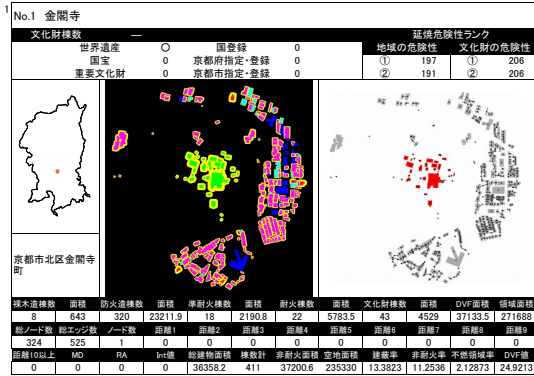 1
No.1 金閣寺
文化財棟数 ― 延焼危険性ランク
世界遺産 〇 国登録 0 地域の危険性 文化財の危険性
国宝 0 京都府指定・登録 0 ① 197 ① 206
重要文化財 0 京都市指定・登録 0 ② 191 ② 206
京都市北区金閣寺
町
裸木造棟数 面積 防火造棟数 面積 準耐火棟数 面積 耐火棟数 面積 文化財棟数 面積 DVF面積 領域面積
8 643 320 23211.9 18 2190.8 22 5783.5 43 4529 37133.5 271688
総ノード数 総エッジ数 ノード数 距離1 距離2 距離3 距離4 距離5 距離6 距離7 距離8 距離9
324 525 1 0 0 0 0 0 0 0 0 0
距離10以上 MD RA Int値 総建物面積 棟数計 非耐火面積 空地面積 建蔽率 非耐火率 不燃領域率 DVF値
0 0 0 0 36358.2 411 37200.6 235330 13.3823 11.2536 2.12873 24.9213